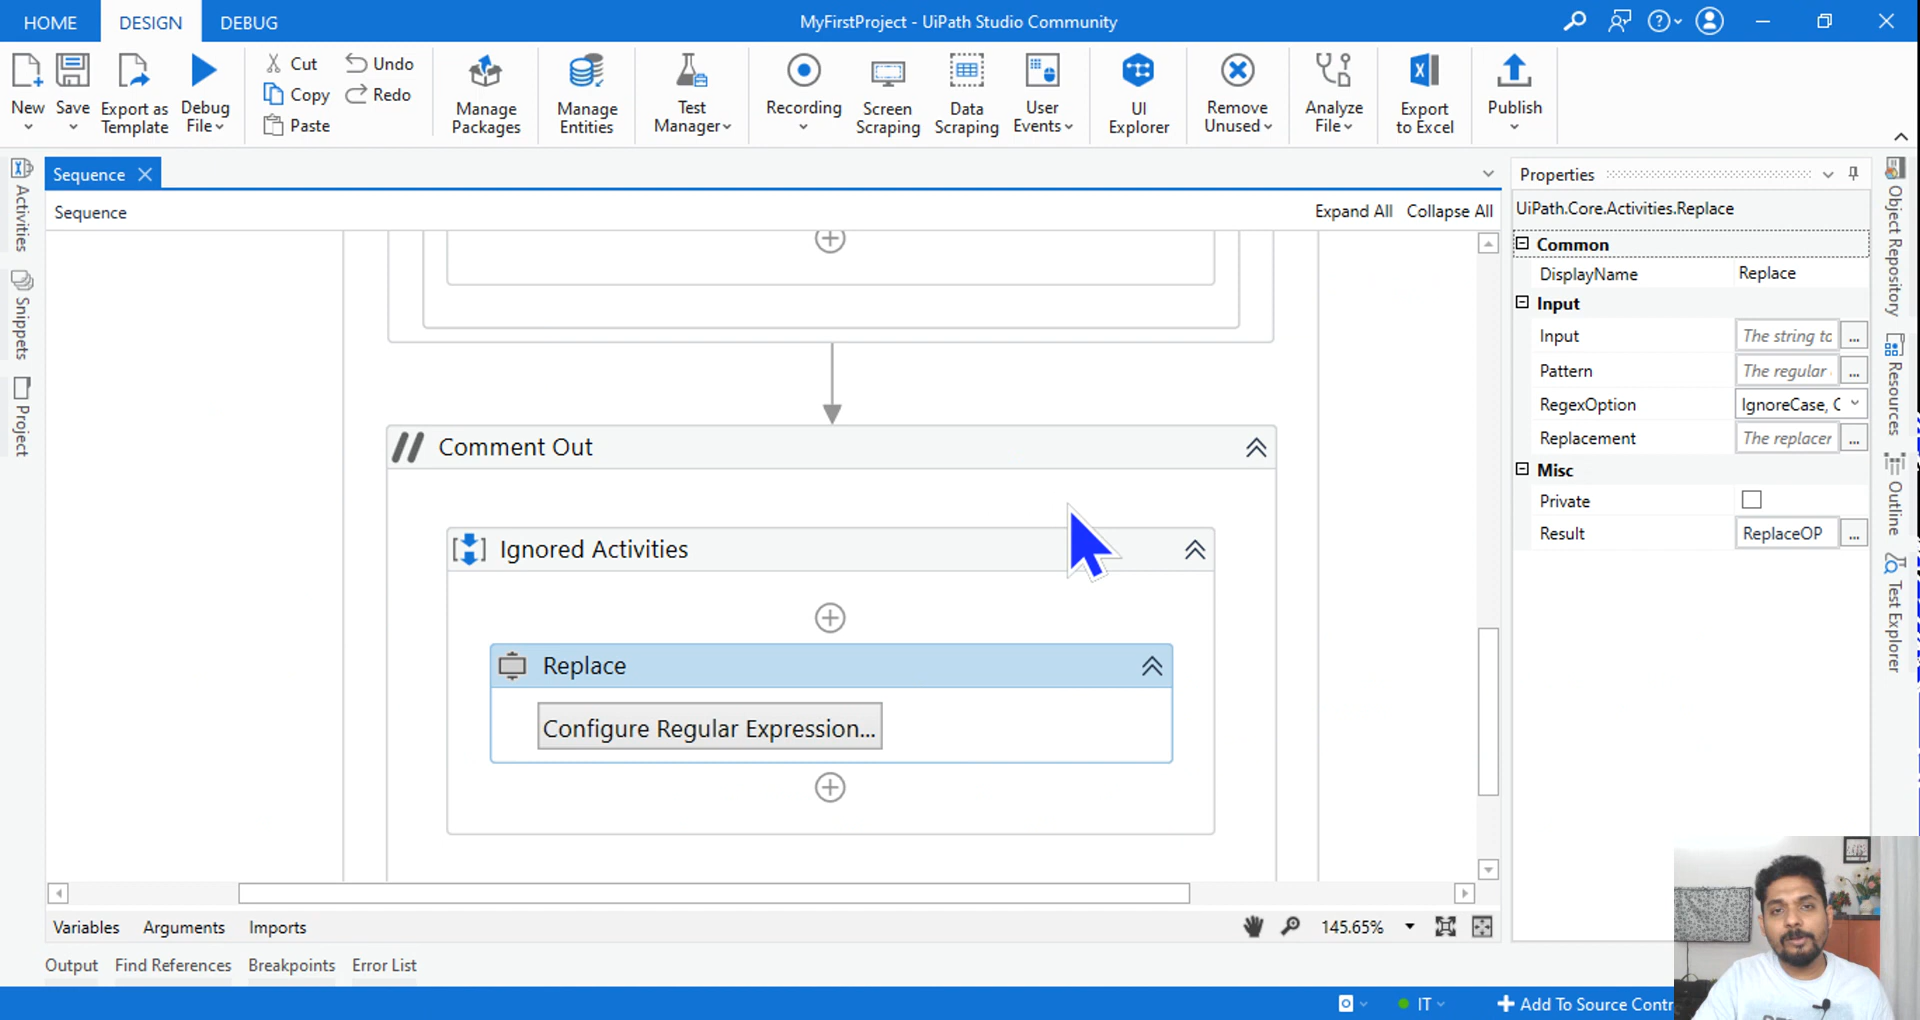 HOME DESIGN DEBUG
MyFirstProject - UiPath Studio Community
New
Save
Export as
Template
Debug
File
Cut
Copy
Paste
Undo
Redo
Manage
Packages
Manage
Entities
Test
Manager
Recording
Screen
Scraping
Data
Scraping
User
Events
UI
Explorer
Remove
Unused
Analyze
File
Export
to Excel
Publish
Activities
Snippets
Project
Sequence
Sequence
Expand All Collapse All
Comment Out
Ignored Activities
Replace
Configure Regular Expression...
Variables Arguments Imports
145.65%
Output Find References Breakpoints Error List
Properties
UiPath.Core.Activities.Replace
Common
DisplayName Replace
Input
Input The string to ...
Pattern The regular ...
RegexOption IgnoreCase, C
Replacement The replacer ...
Misc
Private
Result ReplaceOP ...
Object Repository
Resources
Outline
Test Explorer
IT
Add To Source Contr